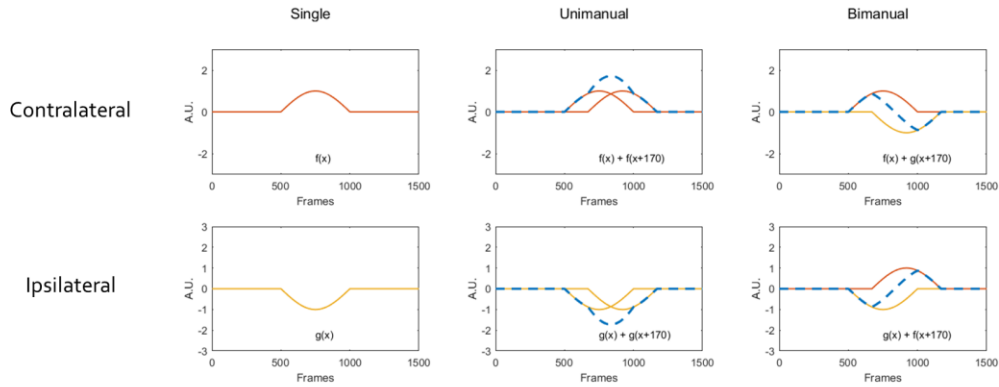 Single Unimanual Bimanual
Contralateral
A.U.
2
0
-2
f(x)
0 500 1000 1500
Frames
A.U.
2
0
-2
f(x) + f(x+170)
0 500 1000 1500
Frames
A.U.
2
0
-2
f(x) + g(x+170)
0 500 1000 1500
Frames
Ipsilateral
A.U.
3
2
1
0
-1
-2
-3
g(x)
0 500 1000 1500
Frames
A.U.
3
2
1
0
-1
-2
-3
g(x) + g(x+170)
0 500 1000 1500
Frames
A.U.
3
2
1
0
-1
-2
-3
g(x) + f(x+170)
0 500 1000 1500
Frames